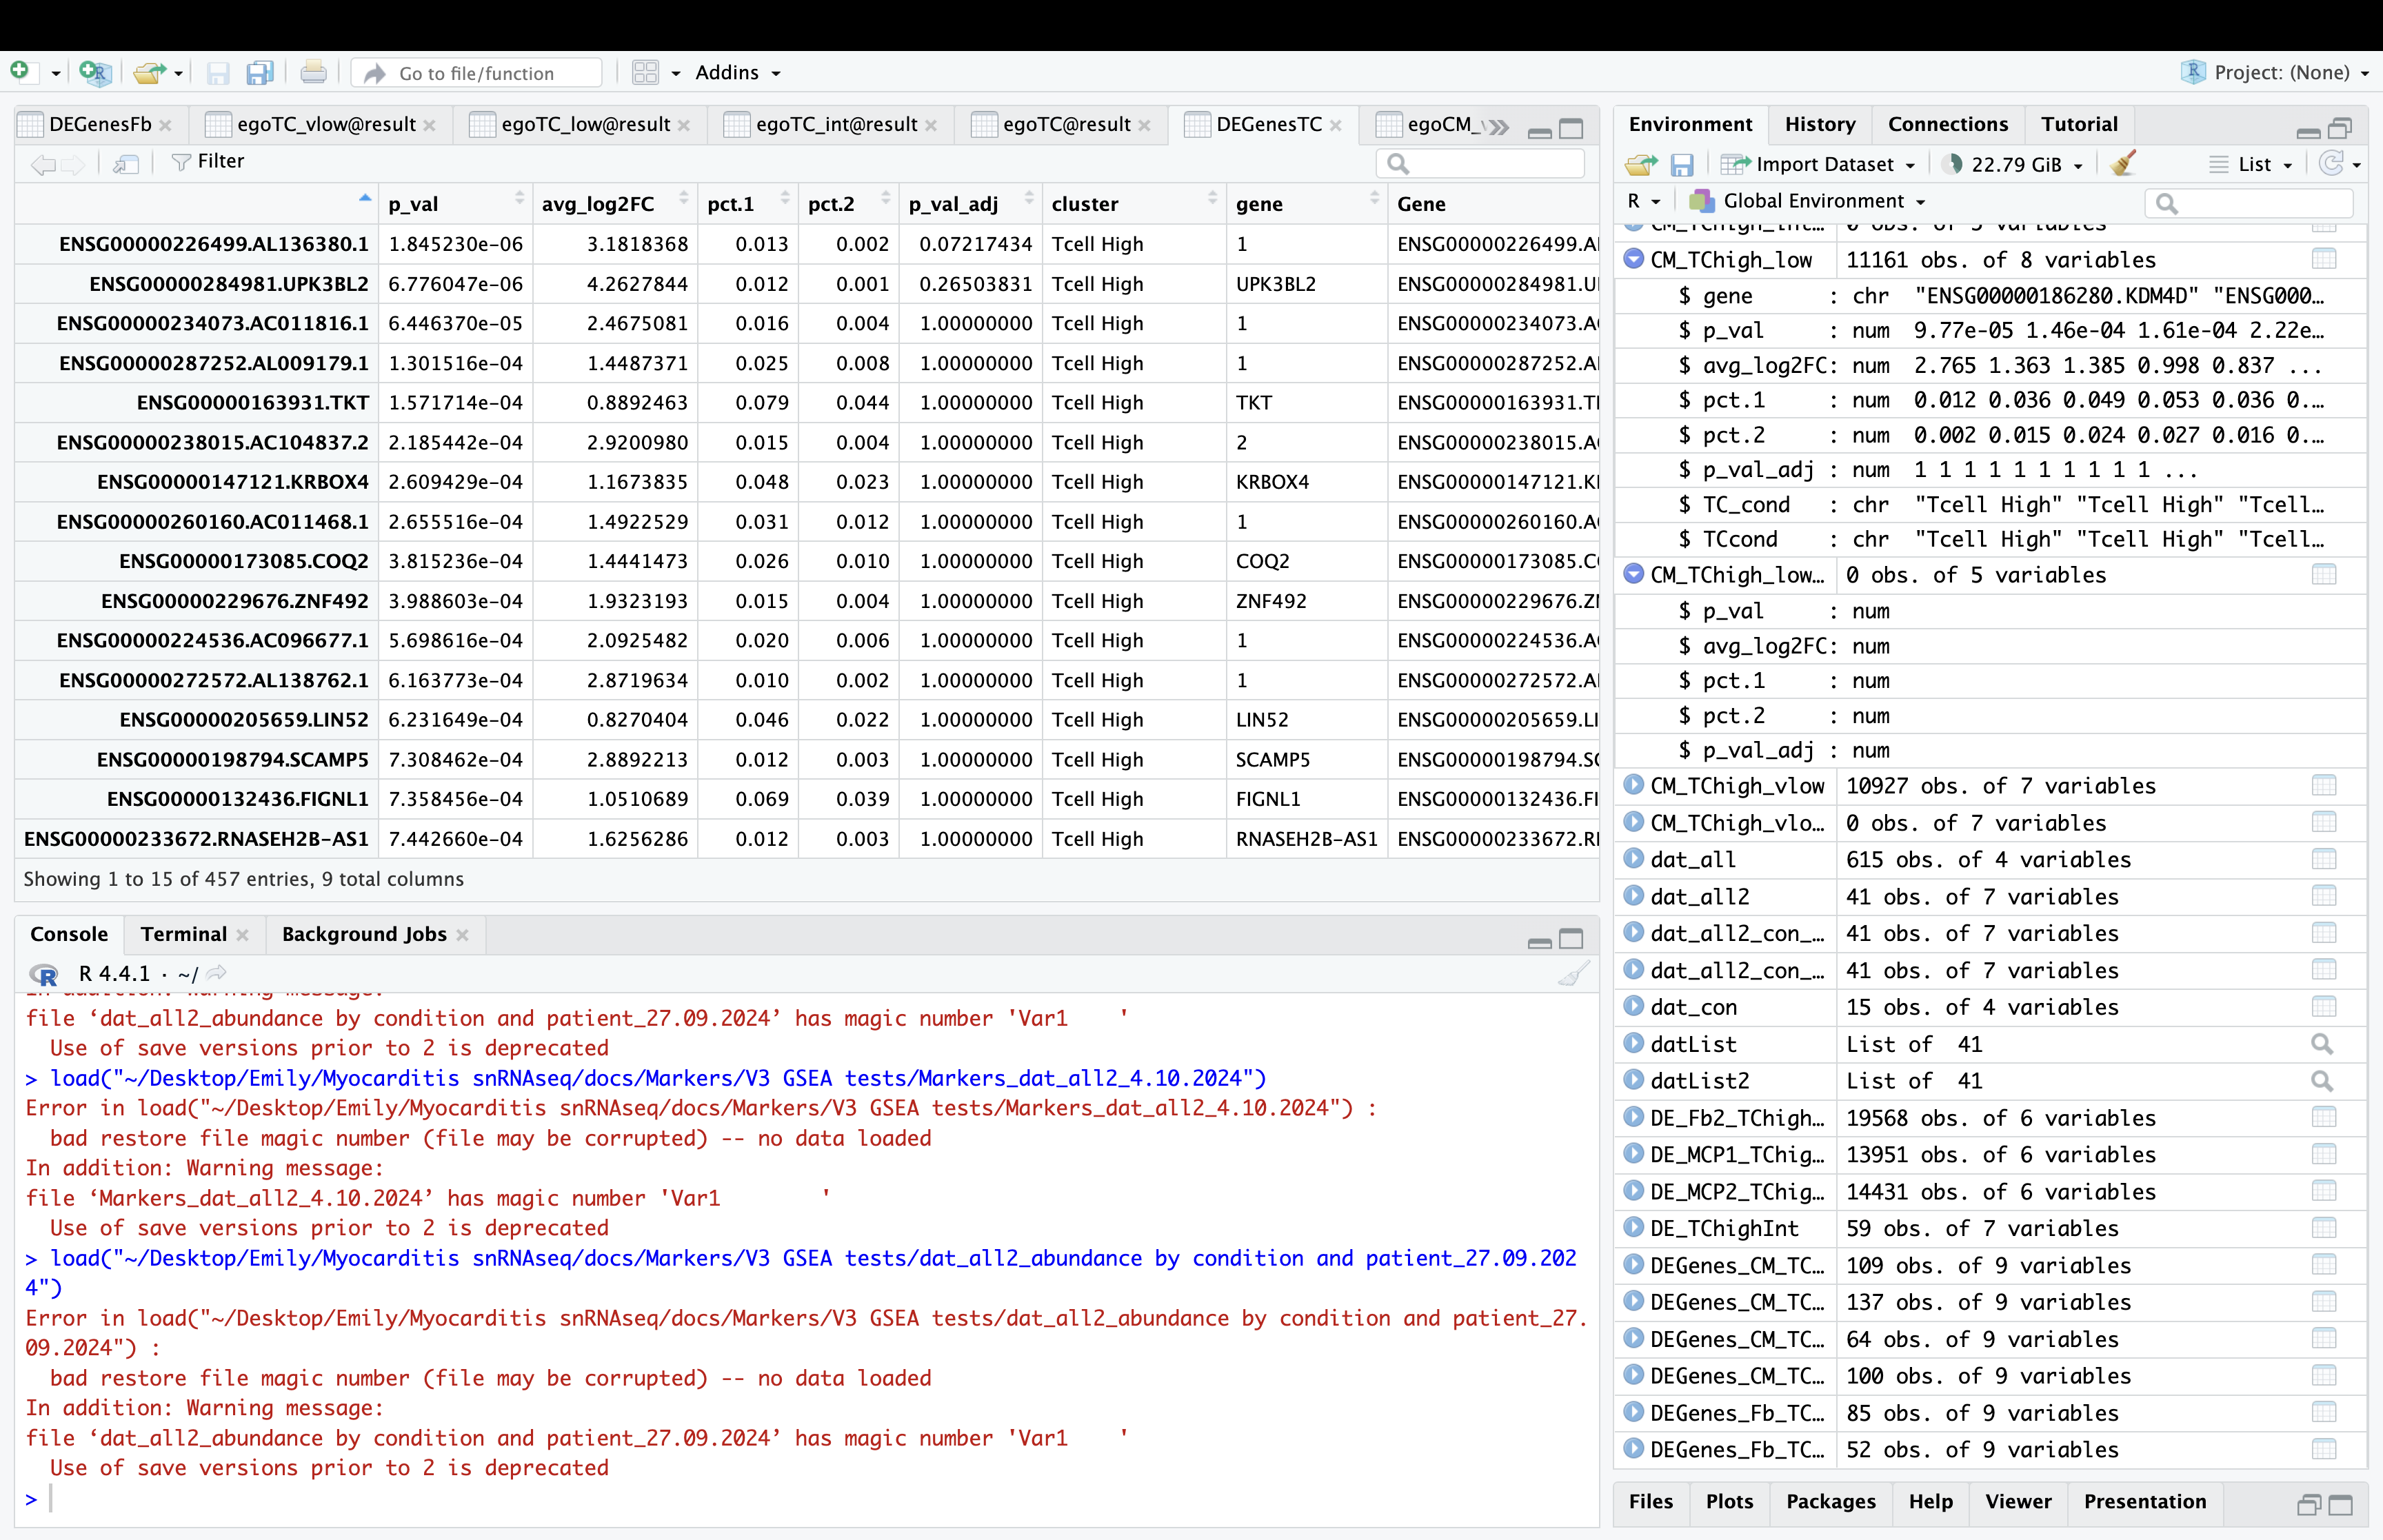 Go to file/function
Addins
Project: (None)
DEGenesFb
egoTC_vlow@result
egoTC_low@result
egoTC_int@result
egoTC@result
DEGenesTC
egoCM_
Filter
p_val avg_log2FC pct.1 pct.2 p_val_adj cluster gene Gene
ENSG00000226499.AL136380.1 1.845230e-06 3.1818368 0.013 0.002 0.07217434 Tcell High 1 ENSG00000226499.Al
ENSG00000284981.UPK3BL2 6.776047e-06 4.2627844 0.012 0.001 0.26503831 Tcell High UPK3BL2 ENSG00000284981.U
ENSG00000234073.AC011816.1 6.446370e-05 2.4675081 0.016 0.004 1.00000000 Tcell High 1 ENSG00000234073.A
ENSG00000287252.AL009179.1 1.301516e-04 1.4487371 0.025 0.008 1.00000000 Tcell High 1 ENSG00000287252.A
ENSG00000163931.TKT 1.571714e-04 0.8892463 0.079 0.044 1.00000000 Tcell High TKT ENSG00000163931.T
ENSG00000238015.AC104837.2 2.185442e-04 2.9200980 0.015 0.004 1.00000000 Tcell High 2 ENSG00000238015.A
ENSG00000147121.KRBOX4 2.609429e-04 1.1673835 0.048 0.023 1.00000000 Tcell High KRBOX4 ENSG00000147121.K
ENSG00000260160.AC011468.1 2.655516e-04 1.4922529 0.031 0.012 1.00000000 Tcell High 1 ENSG00000260160.A
ENSG00000173085.COQ2 3.815236e-04 1.4441473 0.026 0.010 1.00000000 Tcell High COQ2 ENSG00000173085.C
ENSG00000229676.ZNF492 3.988603e-04 1.9323193 0.015 0.004 1.00000000 Tcell High ZNF492 ENSG00000229676.Z
ENSG00000224536.AC096677.1 5.698616e-04 2.0925482 0.020 0.006 1.00000000 Tcell High 1 ENSG00000224536.A
ENSG00000272572.AL138762.1 6.163773e-04 2.8719634 0.010 0.002 1.00000000 Tcell High 1 ENSG00000272572.A
ENSG00000205659.LIN52 6.231649e-04 0.8270404 0.046 0.022 1.00000000 Tcell High LIN52 ENSG00000205659.LI
ENSG00000198794.SCAMP5 7.308462e-04 2.8892213 0.012 0.003 1.00000000 Tcell High SCAMP5 ENSG00000198794.S
ENSG00000132436.FIGNL1 7.358456e-04 1.0510689 0.069 0.039 1.00000000 Tcell High FIGNL1 ENSG00000132436.FI
ENSG00000233672.RNASEH2B-AS1 7.442660e-04 1.6256286 0.012 0.003 1.00000000 Tcell High RNASEH2B-AS1 ENSG00000233672.R
Showing 1 to 15 of 457 entries, 9 total columns
Console Terminal Background Jobs
R 4.4.1 · ~/
In addition: Warning message:
file ‘dat_all2_abundance by condition and patient_27.09.2024’ has magic number 'Var1    '
  Use of save versions prior to 2 is deprecated
> load("~/Desktop/Emily/Myocarditis snRNAseq/docs/Markers/V3 GSEA tests/Markers_dat_all2_4.10.2024")
Error in load("~/Desktop/Emily/Myocarditis snRNAseq/docs/Markers/V3 GSEA tests/Markers_dat_all2_4.10.2024") :
  bad restore file magic number (file may be corrupted) -- no data loaded
In addition: Warning message:
file ‘Markers_dat_all2_4.10.2024’ has magic number 'Var1        '
  Use of save versions prior to 2 is deprecated
> load("~/Desktop/Emily/Myocarditis snRNAseq/docs/Markers/V3 GSEA tests/dat_all2_abundance by condition and patient_27.09.202
4")
Error in load("~/Desktop/Emily/Myocarditis snRNAseq/docs/Markers/V3 GSEA tests/dat_all2_abundance by condition and patient_27.
09.2024") :
  bad restore file magic number (file may be corrupted) -- no data loaded
In addition: Warning message:
file ‘dat_all2_abundance by condition and patient_27.09.2024’ has magic number 'Var1    '
  Use of save versions prior to 2 is deprecated
>
Environment History Connections Tutorial
Import Dataset 22.79 GiB List
R Global Environment
CM_TChigh_int... 0 obs. of 5 variables
CM_TChigh_low 11161 obs. of 8 variables
$ gene : chr "ENSG00000186280.KDM4D" "ENSG000…
$ p_val : num 9.77e-05 1.46e-04 1.61e-04 2.22e…
$ avg_log2FC: num 2.765 1.363 1.385 0.998 0.837 ...
$ pct.1 : num 0.012 0.036 0.049 0.053 0.036 0.…
$ pct.2 : num 0.002 0.015 0.024 0.027 0.016 0.…
$ p_val_adj : num 1 1 1 1 1 1 1 1 1 1 ...
$ TC_cond : chr "Tcell High" "Tcell High" "Tcell…
$ TCcond : chr "Tcell High" "Tcell High" "Tcell…
CM_TChigh_low… 0 obs. of 5 variables
$ p_val : num
$ avg_log2FC: num
$ pct.1 : num
$ pct.2 : num
$ p_val_adj : num
CM_TChigh_vlow 10927 obs. of 7 variables
CM_TChigh_vlo… 0 obs. of 7 variables
dat_all 615 obs. of 4 variables
dat_all2 41 obs. of 7 variables
dat_all2_con_… 41 obs. of 7 variables
dat_all2_con_… 41 obs. of 7 variables
dat_con 15 obs. of 4 variables
datList List of 41
datList2 List of 41
DE_Fb2_TChigh… 19568 obs. of 6 variables
DE_MCP1_TChig… 13951 obs. of 6 variables
DE_MCP2_TChig… 14431 obs. of 6 variables
DE_TChighInt 59 obs. of 7 variables
DEGenes_CM_TC… 109 obs. of 9 variables
DEGenes_CM_TC… 137 obs. of 9 variables
DEGenes_CM_TC… 64 obs. of 9 variables
DEGenes_CM_TC… 100 obs. of 9 variables
DEGenes_Fb_TC… 85 obs. of 9 variables
DEGenes_Fb_TC… 52 obs. of 9 variables
Files Plots Packages Help Viewer Presentation